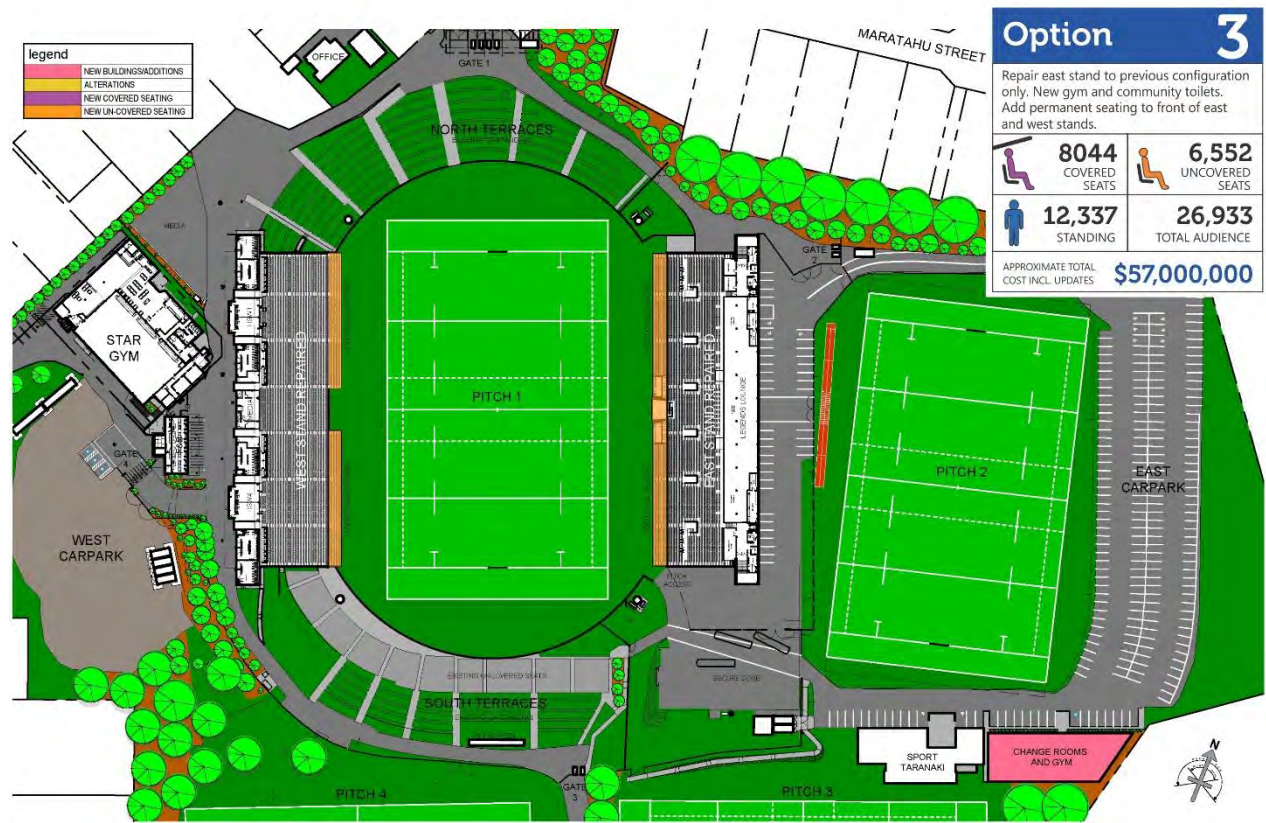 legend
NEW BUILDINGS/ADDITIONS
ALTERATIONS
NEW COVERED SEATING
NEW UN-COVERED SEATING
OFFICE
GATE 1
MARATAHU STREET
Option 3
Repair east stand to previous configuration
only. New gym and community toilets.
Add permanent seating to front of east
and west stands.
8044
COVERED
SEATS
6,552
UNCOVERED
SEATS
12,337
STANDING
26,933
TOTAL AUDIENCE
APPROXIMATE TOTAL
COST INCL. UPDATES
$57,000,000
NORTH TERRACES
MEDIA
GATE
2
STAR
GYM
WEST STAND REPAIRED
MEDIA
PITCH 1
EAST STAND REPAIRED
LEGENDS LOUNGE
PITCH 2
EAST
CARPARK
GATE
4
WEST
CARPARK
PITCH
ACCESS
EXISTING UNCOVERED SEATS
SECURE ZONE
SOUTH TERRACES
SPORT
TARANAKI
CHANGE ROOMS
AND GYM
N
GATE
3
PITCH 4
PITCH 3